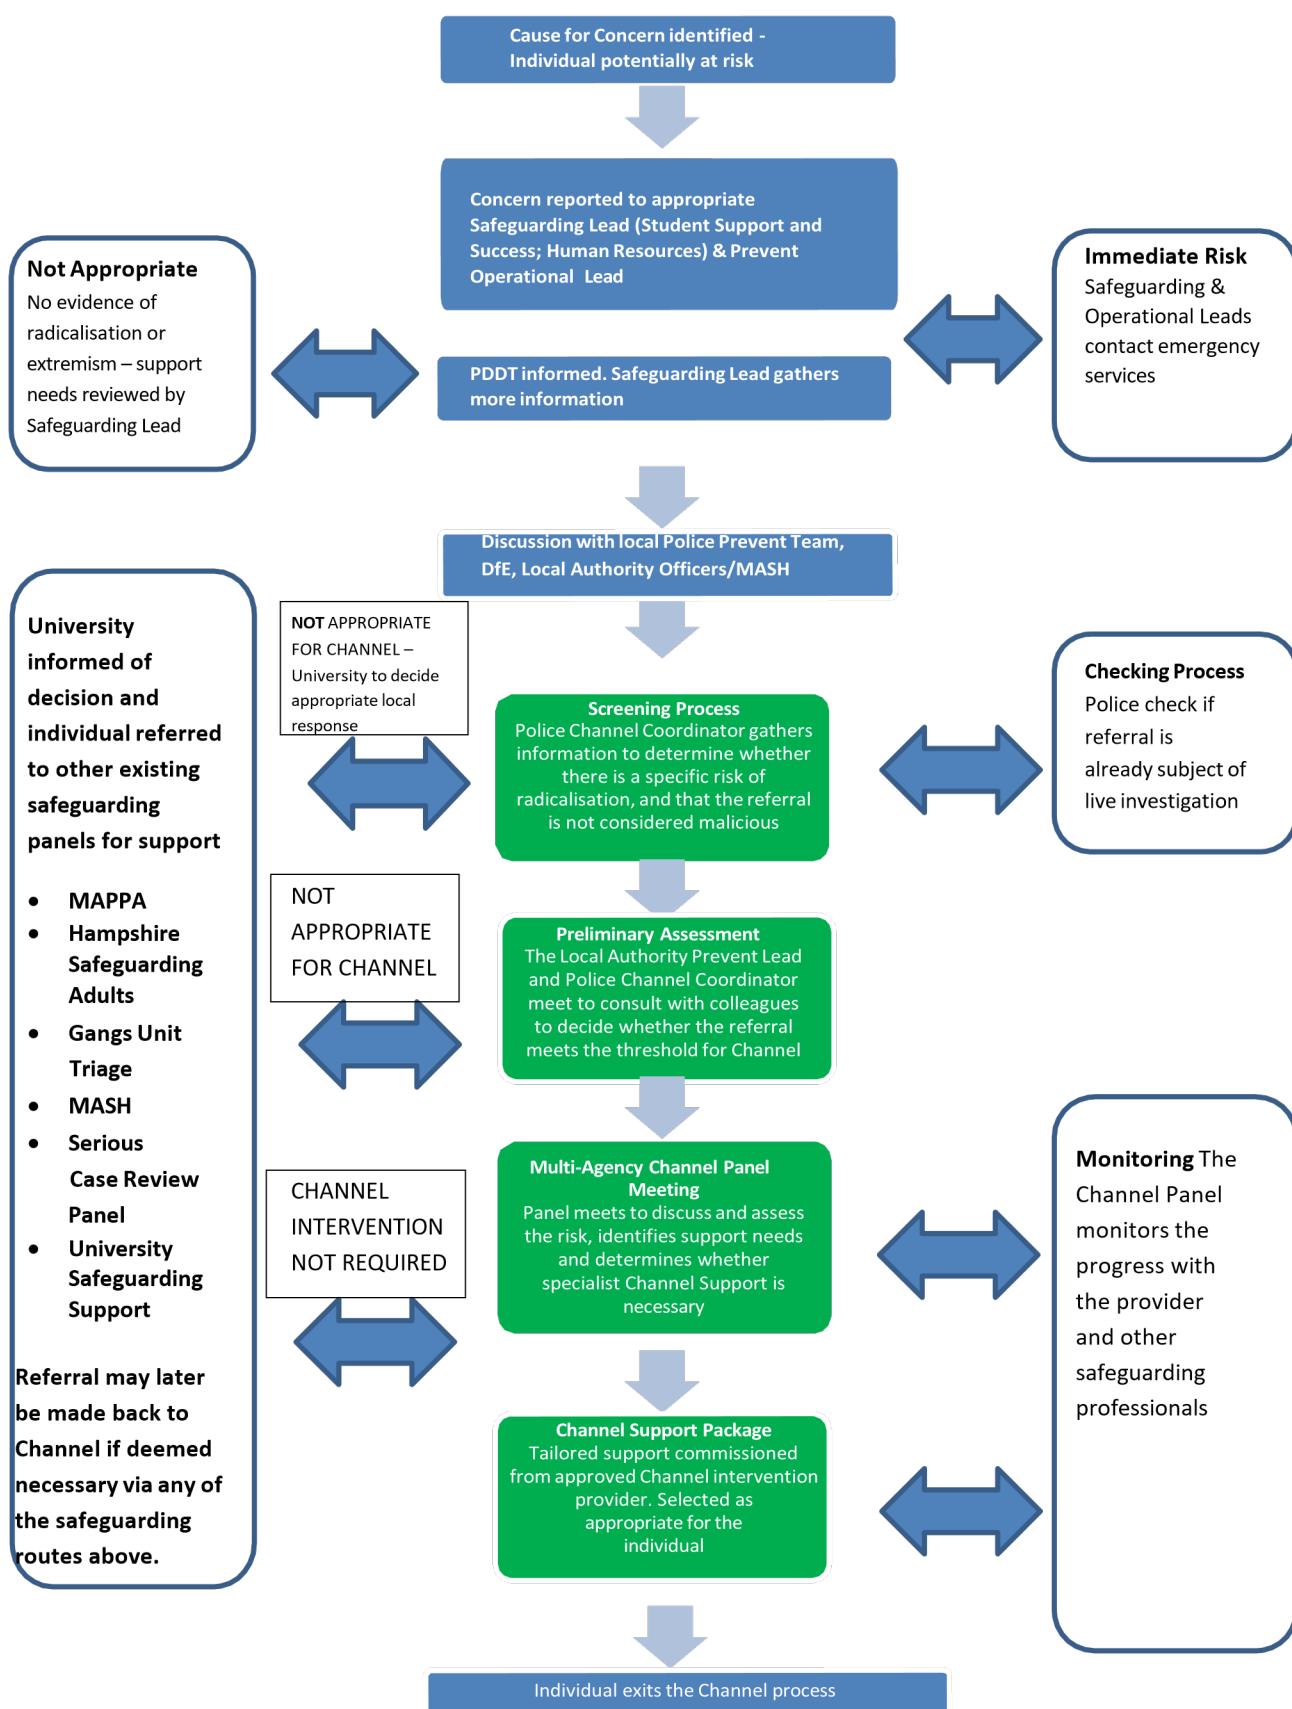 Cause for Concern identified -
Individual potentially at risk
Concern reported to appropriate
Safeguarding Lead (Student Support and
Success; Human Resources) & Prevent
Operational Lead
Not Appropriate
No evidence of
radicalisation or
extremism – support
needs reviewed by
Safeguarding Lead
Immediate Risk
Safeguarding &
Operational Leads
contact emergency
services
PDDT informed. Safeguarding Lead gathers
more information
Discussion with local Police Prevent Team,
DfE, Local Authority Officers/MASH
University
informed of
decision and
individual referred
to other existing
safeguarding
panels for support
• MAPPA
• Hampshire
Safeguarding
Adults
• Gangs Unit
Triage
• MASH
• Serious
Case Review
Panel
• University
Safeguarding
Support
Referral may later
be made back to
Channel if deemed
necessary via any of
the safeguarding
routes above.
NOT APPROPRIATE
FOR CHANNEL –
University to decide
appropriate local
response
Screening Process
Police Channel Coordinator gathers
information to determine whether
there is a specific risk of
radicalisation, and that the referral
is not considered malicious
Checking Process
Police check if
referral is
already subject of
live investigation
NOT
APPROPRIATE
FOR CHANNEL
Preliminary Assessment
The Local Authority Prevent Lead
and Police Channel Coordinator
meet to consult with colleagues
to decide whether the referral
meets the threshold for Channel
CHANNEL
INTERVENTION
NOT REQUIRED
Multi-Agency Channel Panel
Meeting
Panel meets to discuss and assess
the risk, identifies support needs
and determines whether
specialist Channel Support is
necessary
Monitoring The
Channel Panel
monitors the
progress with
the provider
and other
safeguarding
professionals
Channel Support Package
Tailored support commissioned
from approved Channel intervention
provider. Selected as
appropriate for the
individual
Individual exits the Channel process